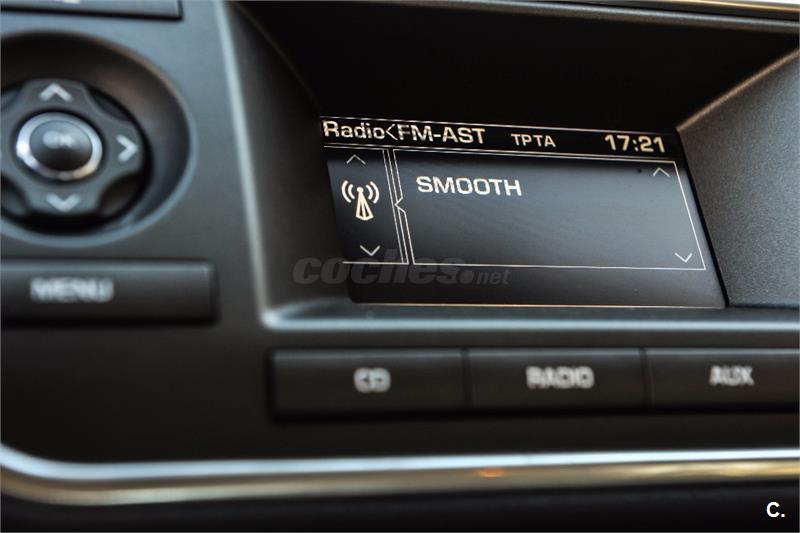 Radio<FM-AST TPTA 17:21
SMOOTH
OK
MENU
coches.net
CD
RADIO
AUX
C.